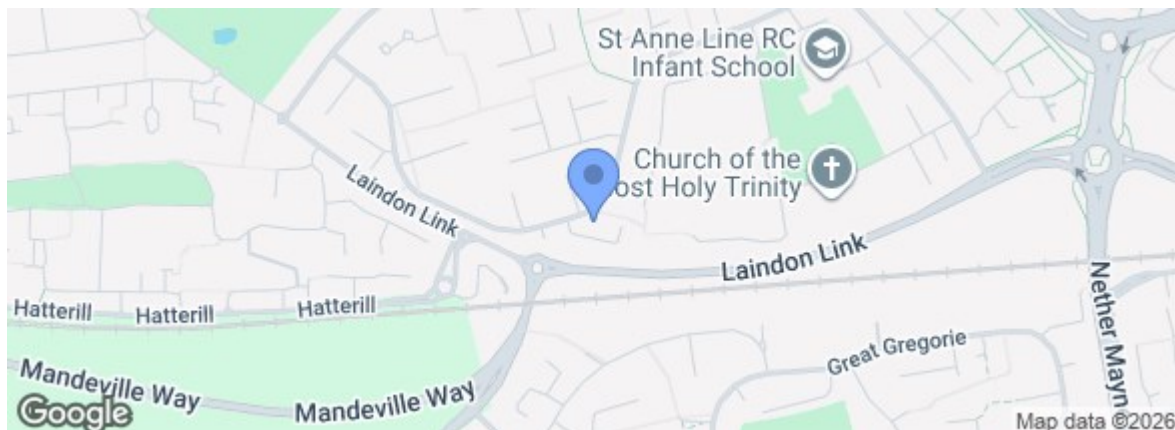 St Anne Line RC
Infant School
Church of the
ost Holy Trinity
Laindon Link
Laindon Link
Hatterill
Hatterill
Hatterill
Nether Mayne
Great Gregorie
Mandeville Way
Mandeville Way
Google
Map data ©2026